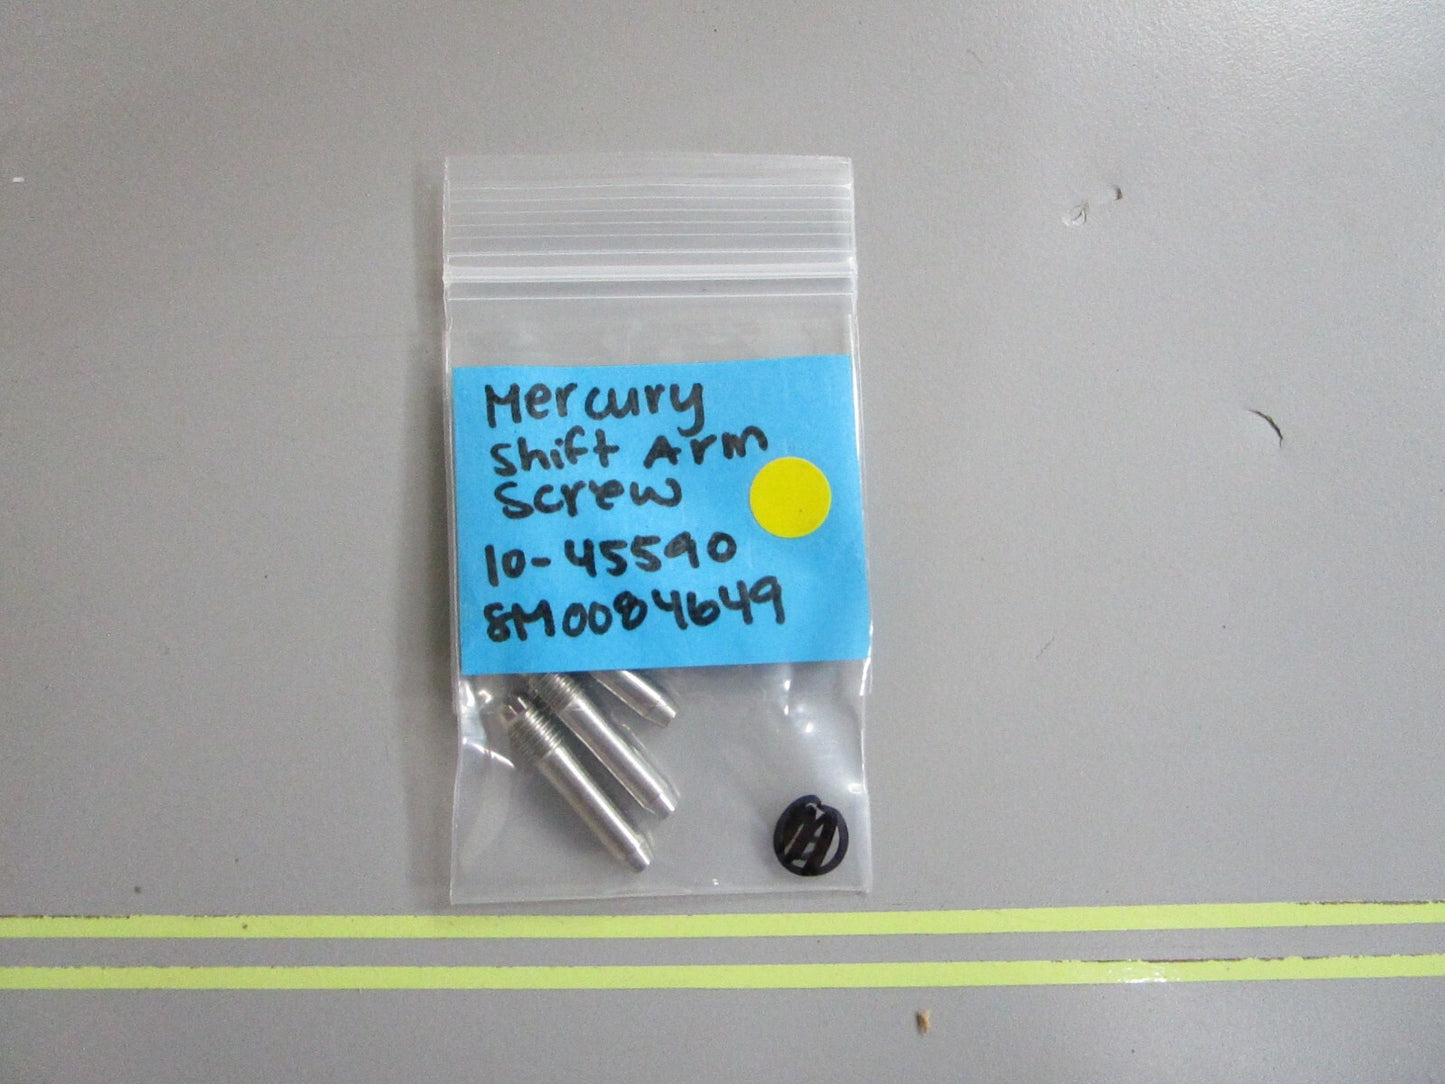 Mercury
Shift Arm
Screw
10-45590
8M0084649
M